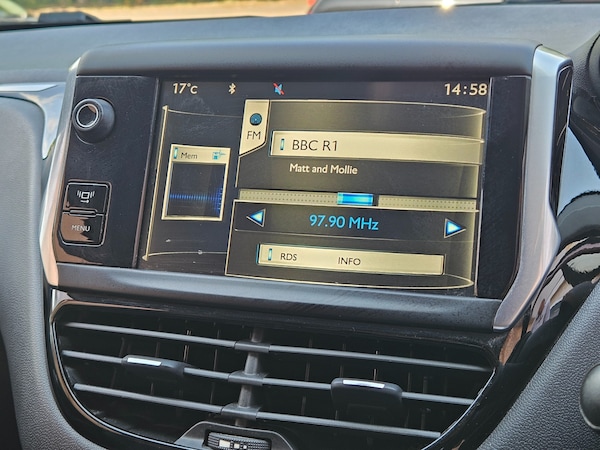 17°C 14:58
FM
BBC R1
Mem
Matt and Mollie
97.90 MHz
MENU
RDS INFO